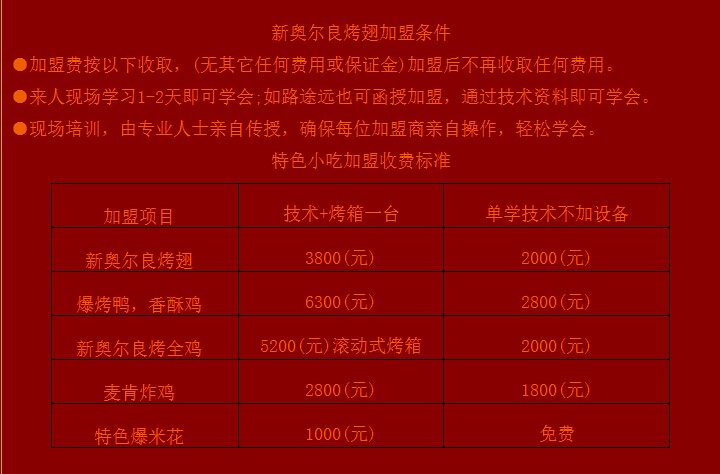 新奥尔良烤翅加盟条件
●加盟费按以下收取，(无其它任何费用或保证金)加盟后不再收取任何费用。
●来人现场学习1-2天即可学会;如路途远也可函授加盟，通过技术资料即可学会。
●现场培训，由专业人士亲自传授，确保每位加盟商亲自操作，轻松学会。
特色小吃加盟收费标准
加盟项目 技术+烤箱一台 单学技术不加设备
新奥尔良烤翅 3800(元) 2000(元)
爆烤鸭，香酥鸡 6300(元) 2800(元)
新奥尔良烤全鸡 5200(元)滚动式烤箱 2000(元)
麦肯炸鸡 2800(元) 1800(元)
特色爆米花 1000(元) 免费